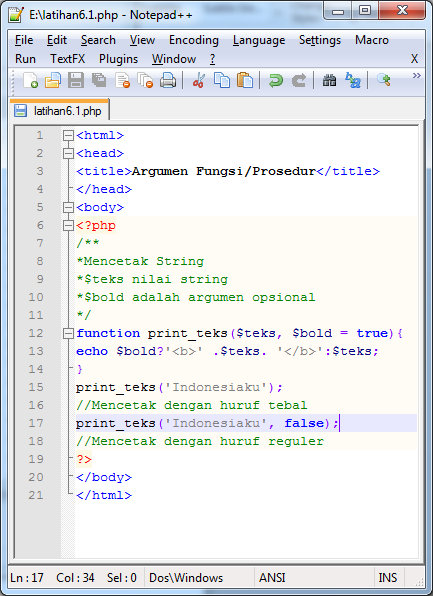 E:\latihan6.1.php - Notepad++
File Edit Search View Encoding Language Settings Macro
Run TextFX Plugins Window ? X
latihan6.1.php
1 <html>
2 <head>
3 <title>Argumen Fungsi/Prosedur</title>
4 </head>
5 <body>
6 <?php
7 /**
8 *Mencetak String
9 *$teks nilai string
10 *$bold adalah argumen opsional
11 */
12 function print_teks($teks, $bold = true){
13 echo $bold?'<b>' .$teks. '</b>':$teks;
14 }
15 print_teks('Indonesiaku');
16 //Mencetak dengan huruf tebal
17 print_teks('Indonesiaku', false);
18 //Mencetak dengan huruf reguler
19 ?>
20 </body>
21 </html>
Ln:17 Col:34 Sel:0 Dos\Windows ANSI INS